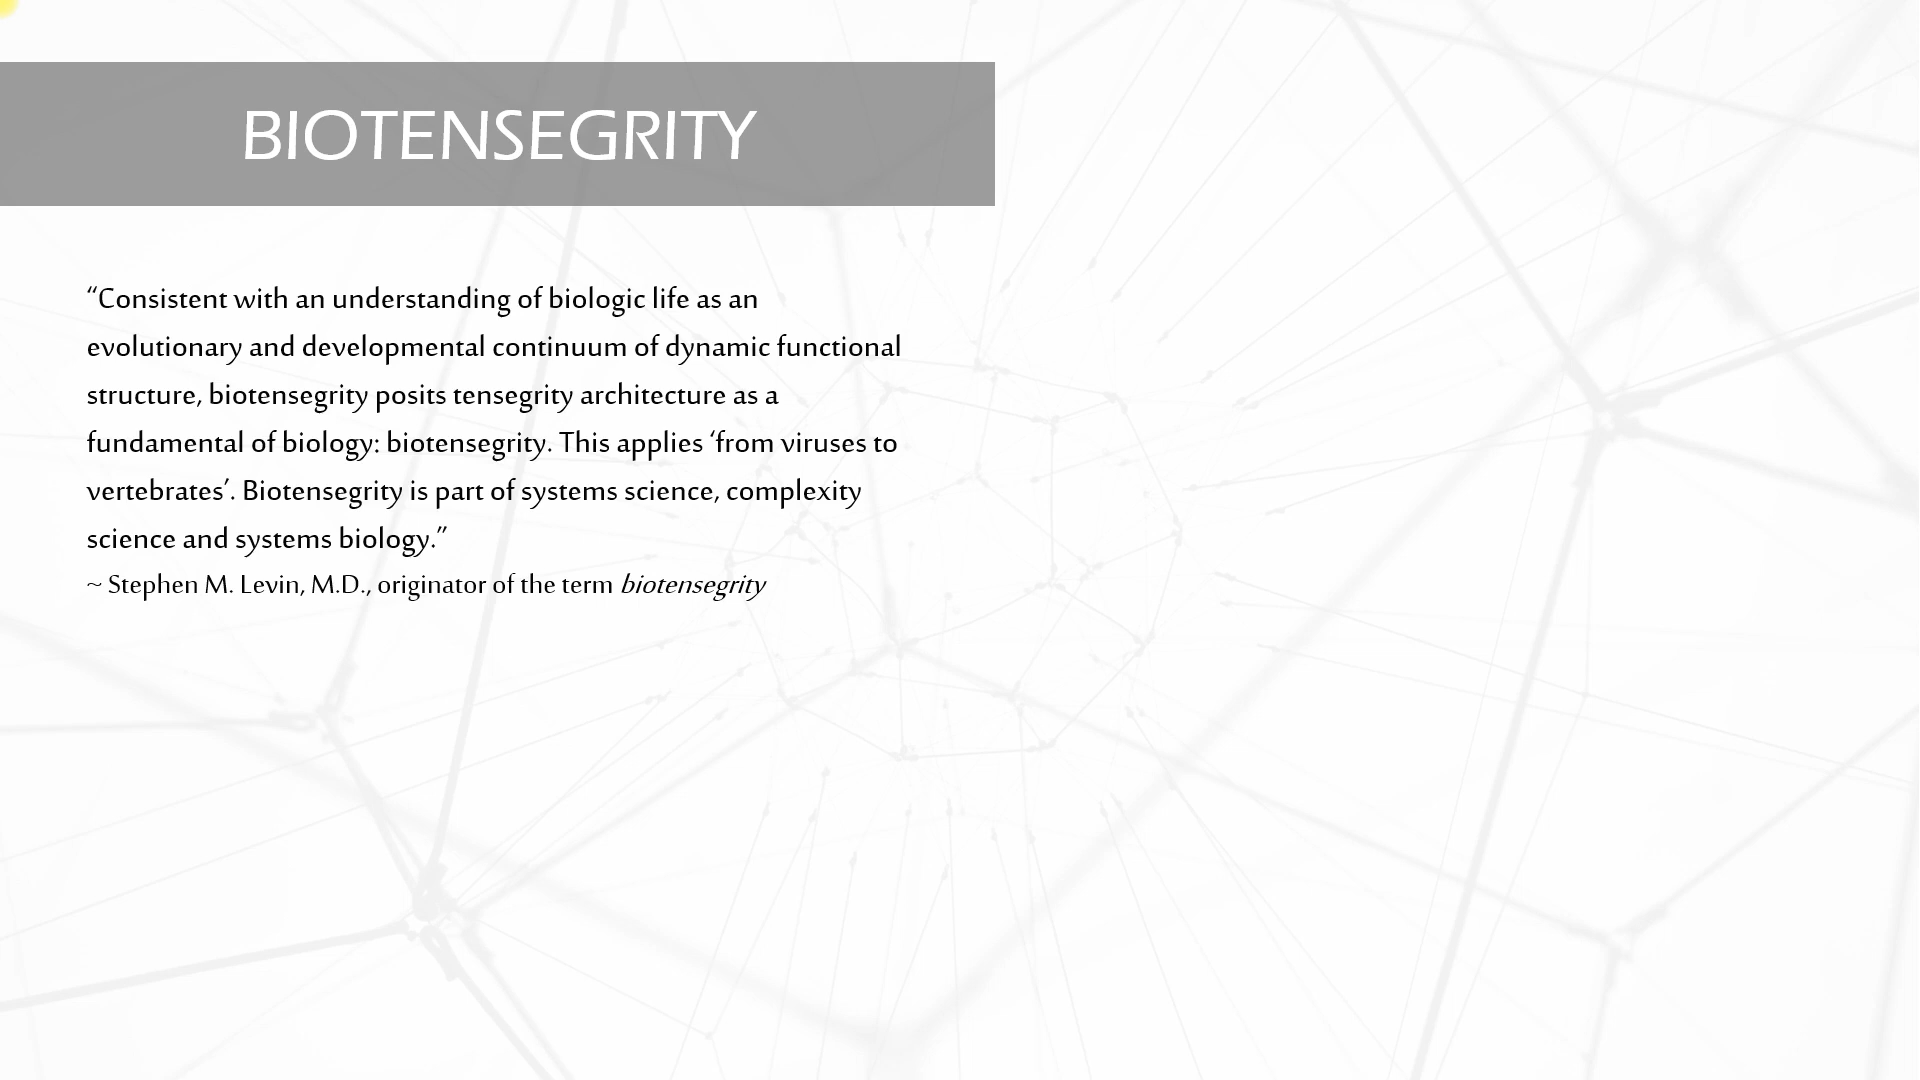 BIOTENSEGRITY
“Consistent with an understanding of biologic life as an
evolutionary and developmental continuum of dynamic functional
structure, biotensegrity posits tensegrity architecture as a
fundamental of biology: biotensegrity. This applies ‘from viruses to
vertebrates’. Biotensegrity is part of systems science, complexity
science and systems biology.”
~ Stephen M. Levin, M.D., originator of the term biotensegrity